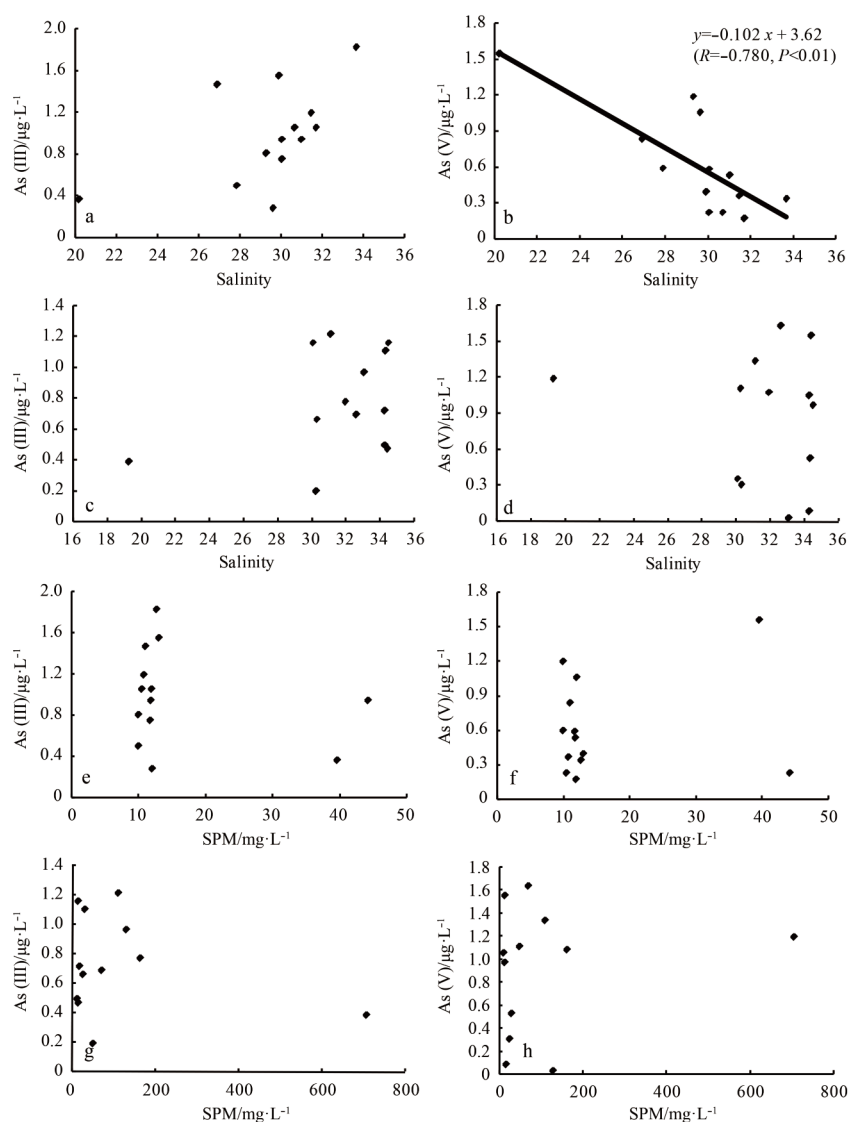 2.0
1.6
1.2
0.8
0.4
0
As (III)/μg·L⁻¹
a
20 22 24 26 28 30 32 34 36
Salinity
1.8
1.5
1.2
0.9
0.6
0.3
0
As (V)/μg·L⁻¹
y=−0.102 x + 3.62
(R=−0.780, P<0.01)
b
20 22 24 26 28 30 32 34 36
Salinity
1.4
1.2
1.0
0.8
0.6
0.4
0.2
0
As (III)/μg·L⁻¹
c
16 18 20 22 24 26 28 30 32 34 36
Salinity
1.8
1.5
1.2
0.9
0.6
0.3
0
As (V)/μg·L⁻¹
d
16 18 20 22 24 26 28 30 32 34 36
Salinity
2.0
1.6
1.2
0.8
0.4
0
As (III)/μg·L⁻¹
e
0 10 20 30 40 50
SPM/mg·L⁻¹
1.8
1.5
1.2
0.9
0.6
0.3
0
As (V)/μg·L⁻¹
f
0 10 20 30 40 50
SPM/mg·L⁻¹
1.4
1.2
1.0
0.8
0.6
0.4
0.2
0
As (III)/μg·L⁻¹
g
0 200 400 600 800
SPM/mg·L⁻¹
1.8
1.6
1.4
1.2
1.0
0.8
0.6
0.4
0.2
0
As (V)/μg·L⁻¹
h
0 200 400 600 800
SPM/mg·L⁻¹